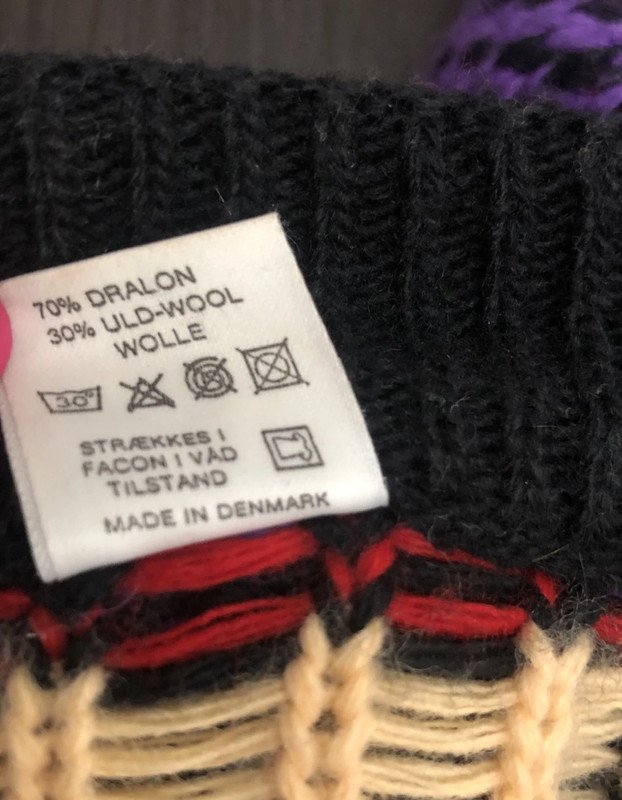 70% DRALON
30% ULD-WOOL
WOLLE
30°
STRÆKKES I
FACON I VÅD
TILSTAND
MADE IN DENMARK